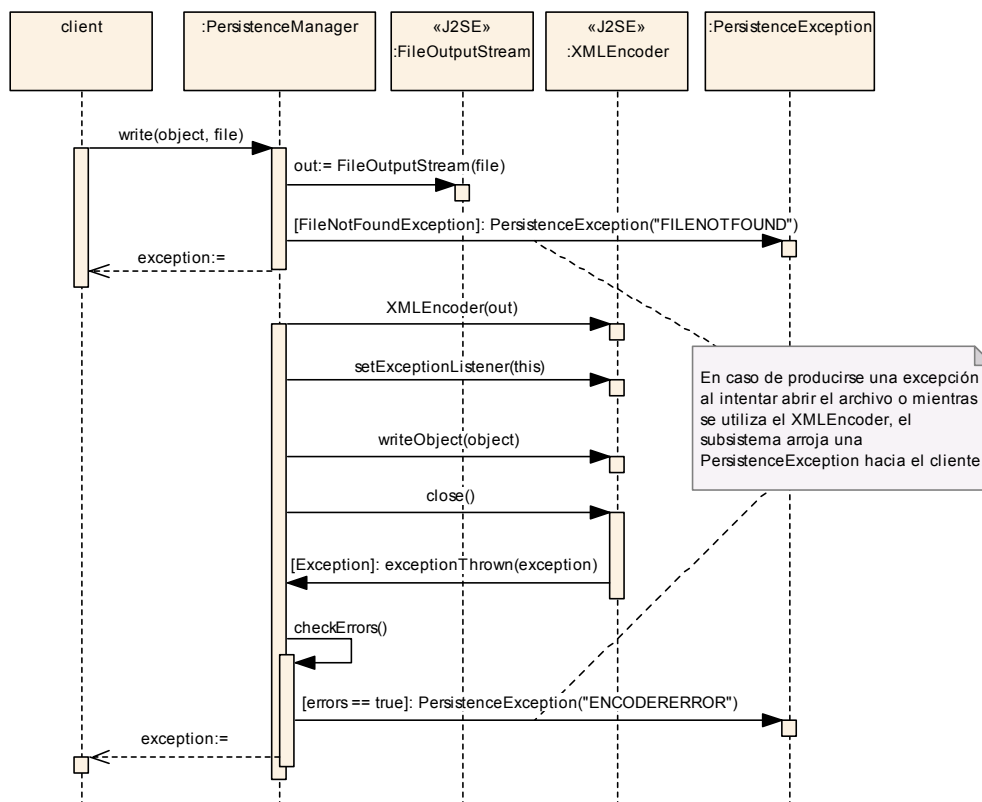 client
:PersistenceManager
«J2SE»
:FileOutputStream
«J2SE»
:XMLEncoder
:PersistenceException
write(object, file)
out:= FileOutputStream(file)
[FileNotFoundException]: PersistenceException("FILENOTFOUND")
exception:=
XMLEncoder(out)
setExceptionListener(this)
En caso de producirse una excepción
al intentar abrir el archivo o mientras
se utiliza el XMLEncoder, el
subsistema arroja una
PersistenceException hacia el cliente
writeObject(object)
close()
[Exception]: exceptionThrown(exception)
checkErrors()
[errors == true]: PersistenceException("ENCODERERROR")
exception:=